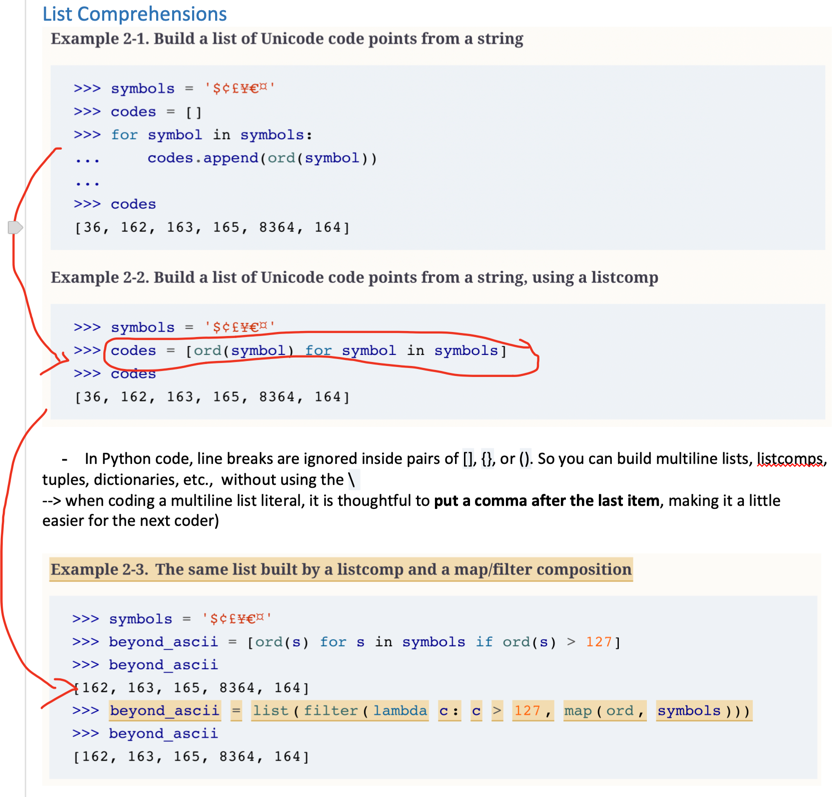 List Comprehensions
Example 2-1. Build a list of Unicode code points from a string
>>> symbols = '$¢£¥€¤'
>>> codes = []
>>> for symbol in symbols:
...     codes.append(ord(symbol))
...
>>> codes
[36, 162, 163, 165, 8364, 164]
Example 2-2. Build a list of Unicode code points from a string, using a listcomp
>>> symbols = '$¢£¥€¤'
>>> codes = [ord(symbol) for symbol in symbols]
>>> codes
[36, 162, 163, 165, 8364, 164]
- In Python code, line breaks are ignored inside pairs of [], {}, or (). So you can build multiline lists, listcomps,
tuples, dictionaries, etc., without using the \
--> when coding a multiline list literal, it is thoughtful to put a comma after the last item, making it a little
easier for the next coder)
Example 2-3. The same list built by a listcomp and a map/filter composition
>>> symbols = '$¢£¥€¤'
>>> beyond_ascii = [ord(s) for s in symbols if ord(s) > 127]
>>> beyond_ascii
[162, 163, 165, 8364, 164]
>>> beyond_ascii = list(filter(lambda c: c > 127, map(ord, symbols)))
>>> beyond_ascii
[162, 163, 165, 8364, 164]